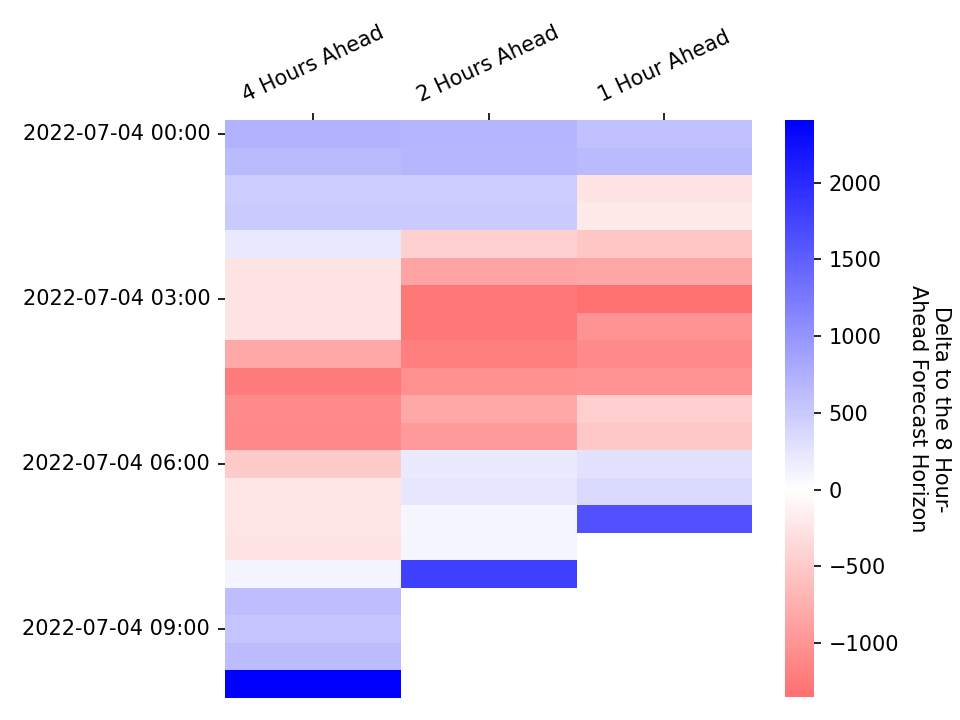 4 Hours Ahead
2 Hours Ahead
1 Hour Ahead
2022-07-04 00:00
2022-07-04 03:00
2022-07-04 06:00
2022-07-04 09:00
2000
1500
1000
500
0
−500
−1000
Delta to the 8 Hour-
Ahead Forecast Horizon